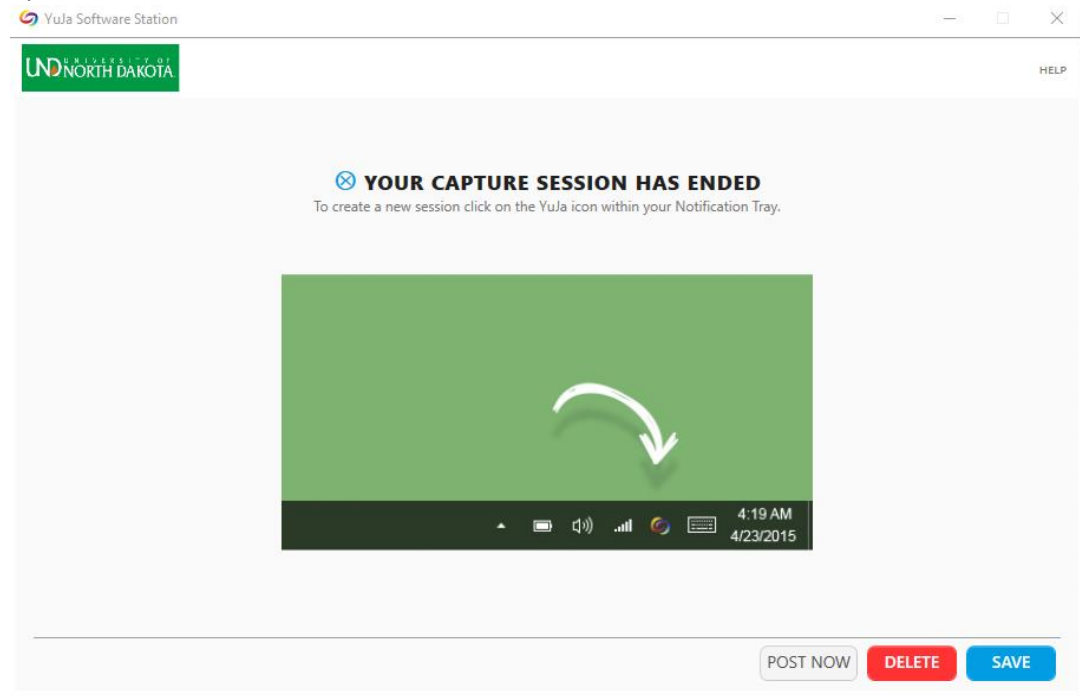 YuJa Software Station
UND UNIVERSITY OF
NORTH DAKOTA
HELP
YOUR CAPTURE SESSION HAS ENDED
To create a new session click on the YuJa icon within your Notification Tray.
4:19 AM
4/23/2015
POST NOW DELETE SAVE